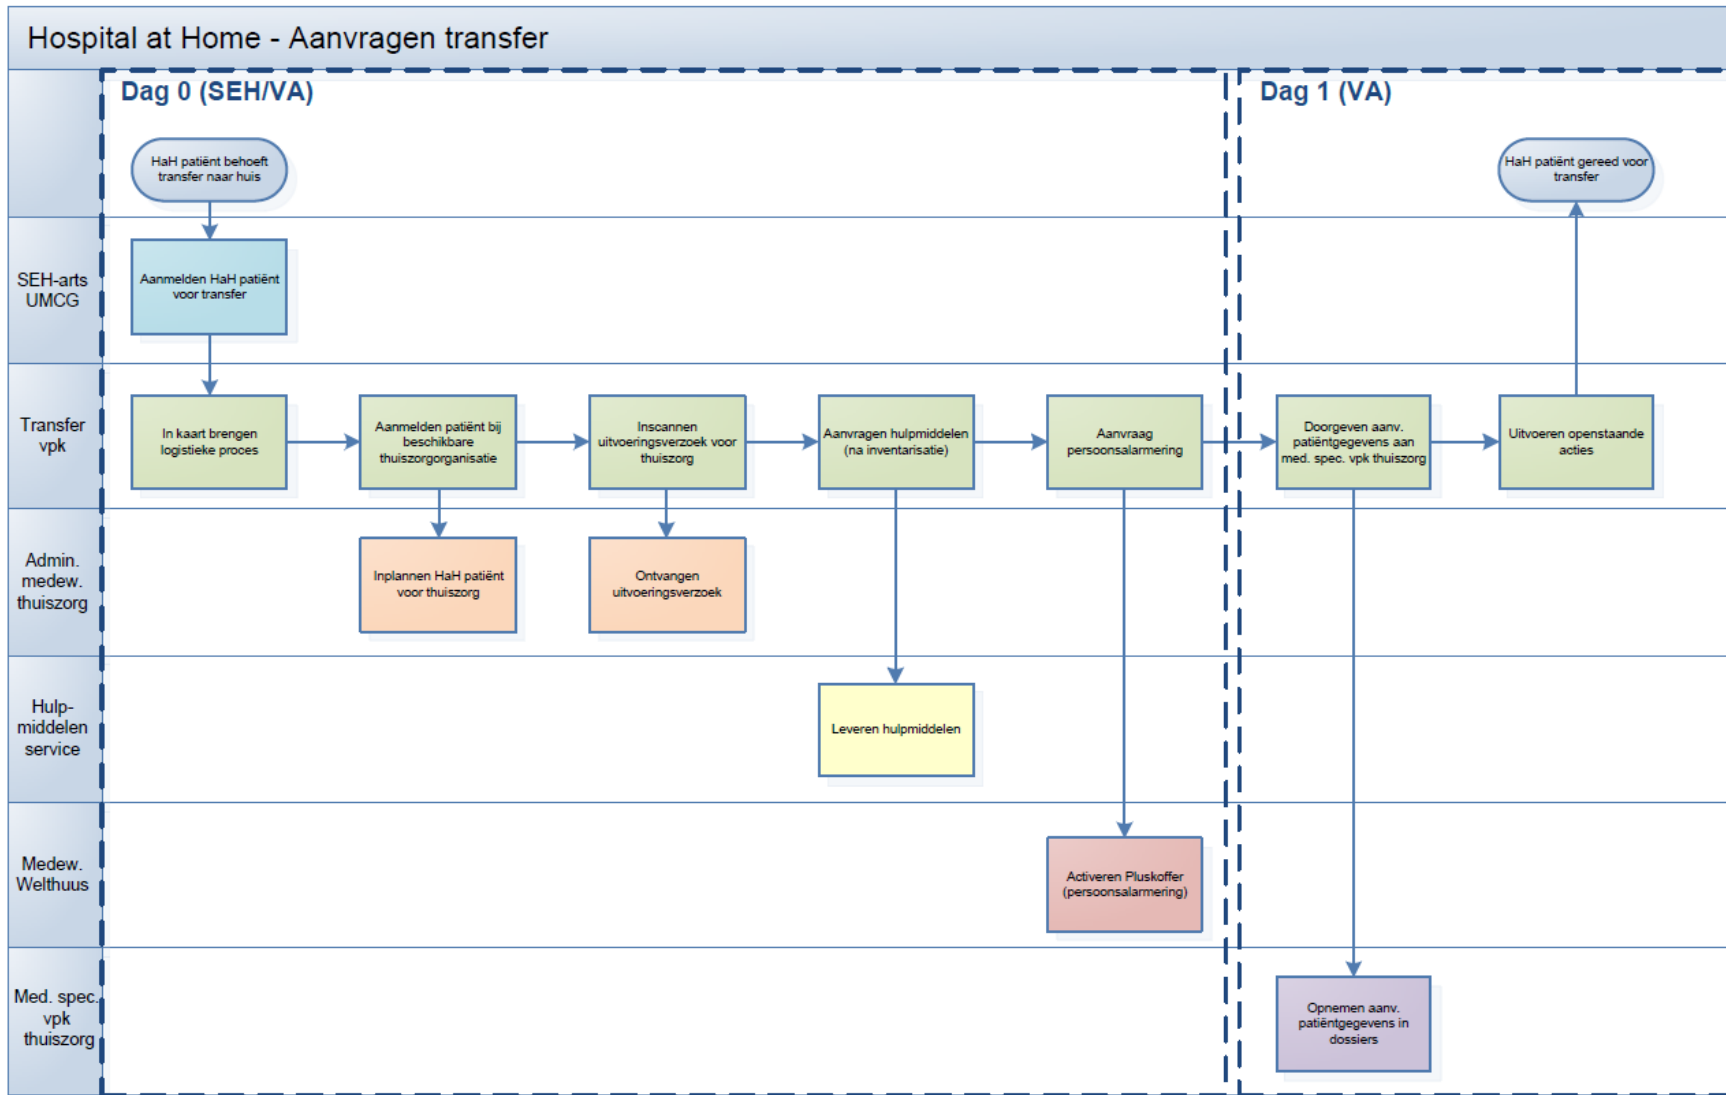 Hospital at Home - Aanvragen transfer
Dag 0 (SEH/VA)
Dag 1 (VA)
HaH patiënt behoeft
transfer naar huis
HaH patiënt gereed voor
transfer
SEH-arts
UMCG
Aanmelden HaH patiënt
voor transfer
Transfer
vpk
In kaart brengen
logistieke proces
Aanmelden patiënt bij
beschikbare
thuiszorgorganisatie
Inscannen
uitvoeringsverzoek voor
thuiszorg
Aanvragen hulpmiddelen
(na inventarisatie)
Aanvraag
persoonsalarmering
Doorgeven aanv.
patiëntgegevens aan
med. spec. vpk thuiszorg
Uitvoeren openstaande
acties
Admin.
medew.
thuiszorg
Inplannen HaH patiënt
voor thuiszorg
Ontvangen
uitvoeringsverzoek
Hulp-
middelen
service
Leveren hulpmiddelen
Medew.
Welthuus
Activeren Pluskoffer
(persoonsalarmering)
Med. spec.
vpk
thuiszorg
Opnemen aanv.
patiëntgegevens in
dossiers